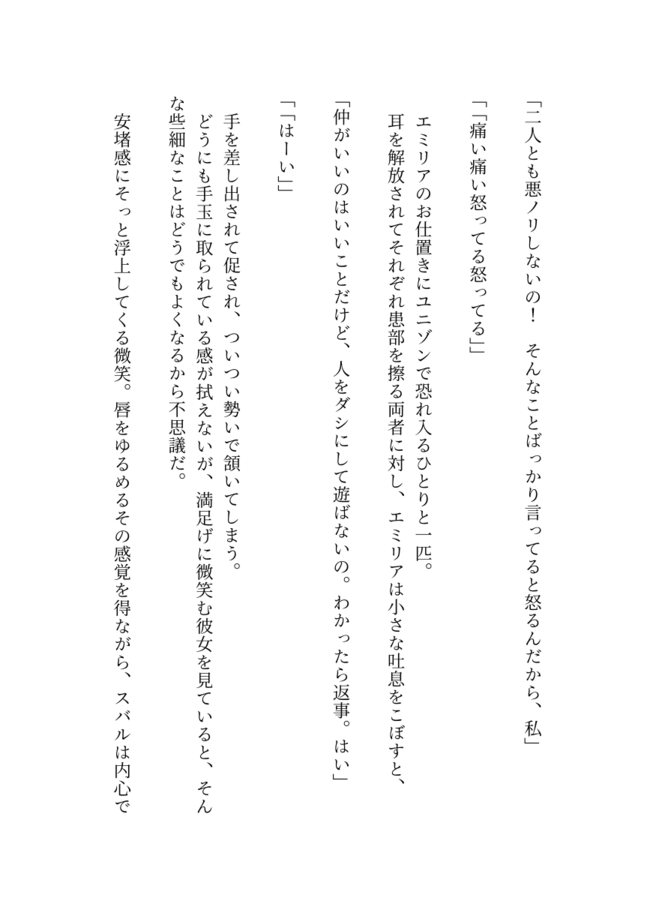 「二人とも悪ノリしないの！　そんなことばっかり言ってると怒るんだから、私」
「「痛い痛い怒ってる怒ってる」」
　エミリアのお仕置きにユニゾンで恐れ入るひとりと一匹。
　耳を解放されてそれぞれ患部を擦る両者に対し、エミリアは小さな吐息をこぼすと、
「仲がいいのはいいことだけど、人をダシにして遊ばないの。わかったら返事。はい」
「「はーい」」
　手を差し出されて促され、ついつい勢いで頷いてしまう。
　どうにも手玉に取られている感が拭えないが、満足げに微笑む彼女を見ていると、そん
な些細なことはどうでもよくなるから不思議だ。
　安堵感にそっと浮上してくる微笑。唇をゆるめるその感覚を得ながら、スバルは内心で